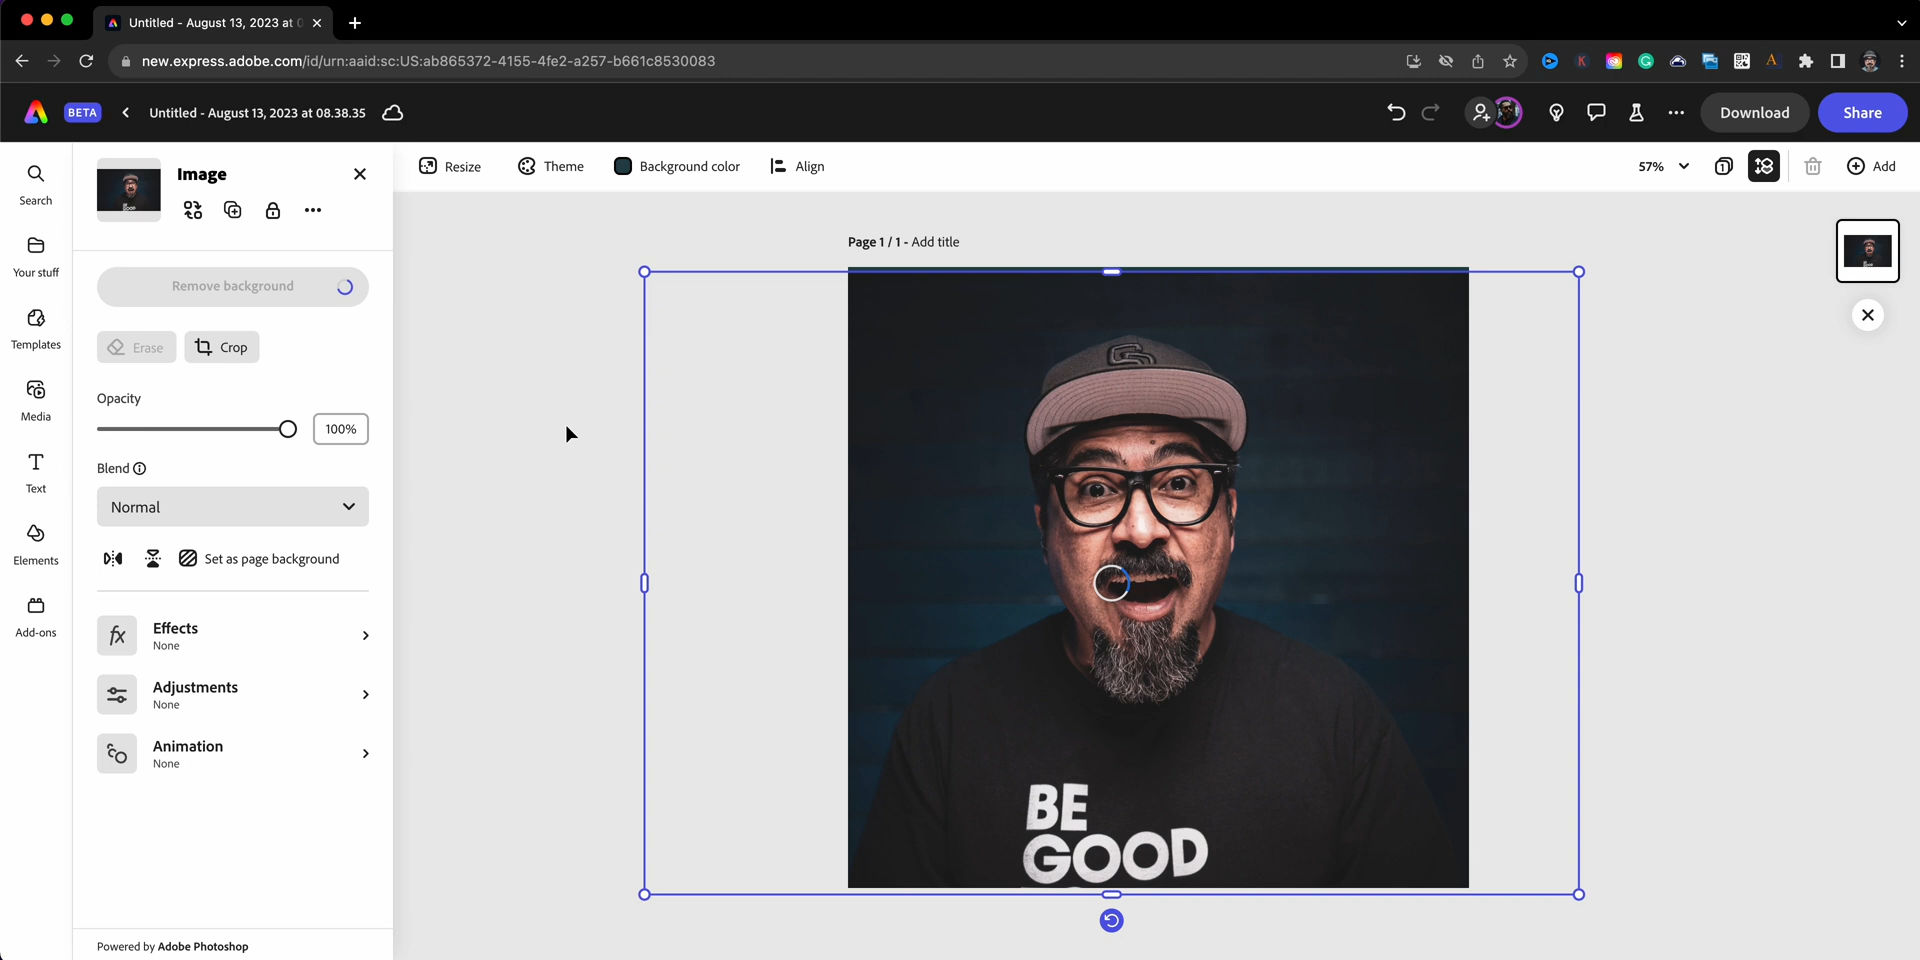 Untitled - August 13, 2023 at 0
new.express.adobe.com/id/urn:aaid:sc:US:ab865372-4155-4fe2-a257-b661c8530083
BETA
Untitled - August 13, 2023 at 08.38.35
Download
Share
Search
Your stuff
Templates
Media
Text
Elements
Add-ons
Image
Remove background
Erase
Crop
Opacity
100%
Blend
Normal
Set as page background
Effects
None
Adjustments
None
Animation
None
Powered by Adobe Photoshop
Resize
Theme
Background color
Align
57%
1
Add
Page 1 / 1 - Add title
BE
GOOD